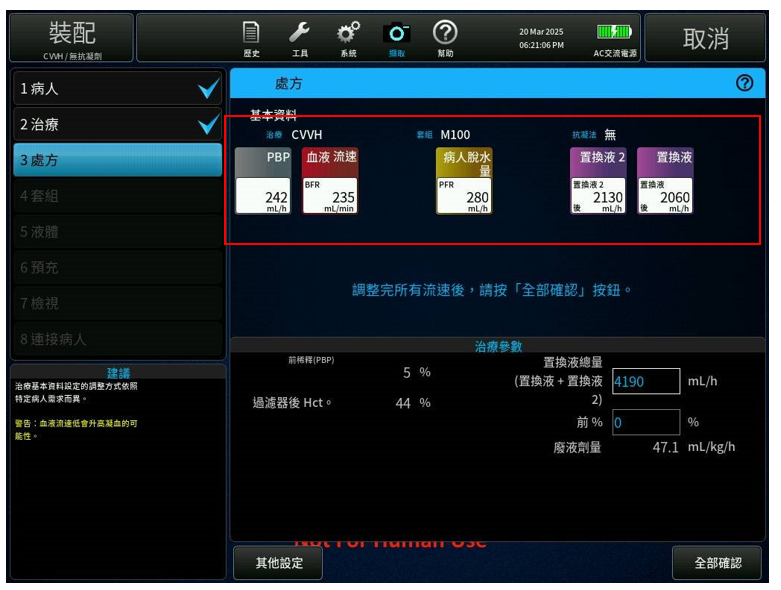 裝配
CVVH / 無抗凝劑
歷史
工具
系統
擷取
幫助
20 Mar 2025
06:21:06 PM
AC交流電源
取消
1 病人
2 治療
3 處方
4 套組
5 液體
6 預充
7 檢視
8 連接病人
處方
基本資料
治療 CVVH
套組 M100
抗凝法 無
PBP
242
mL/h
血液 流速
BFR
235
mL/min
病人脫水
量
PFR
280
mL/h
置換液 2
置換液 2
2130
後 mL/h
置換液
置換液
2060
後 mL/h
調整完所有流速後，請按「全部確認」按鈕。
建議
治療基本資料設定的調整方式依照
特定病人需求而異。
警告：血液流速低會升高凝血的可
能性。
治療參數
前稀釋(PBP)
5 %
過濾器後 Hct。 44 %
置換液總量
(置換液 + 置換液
2)
4190 mL/h
前 % 0 %
廢液劑量 47.1 mL/kg/h
Not For Human Use
其他設定
全部確認